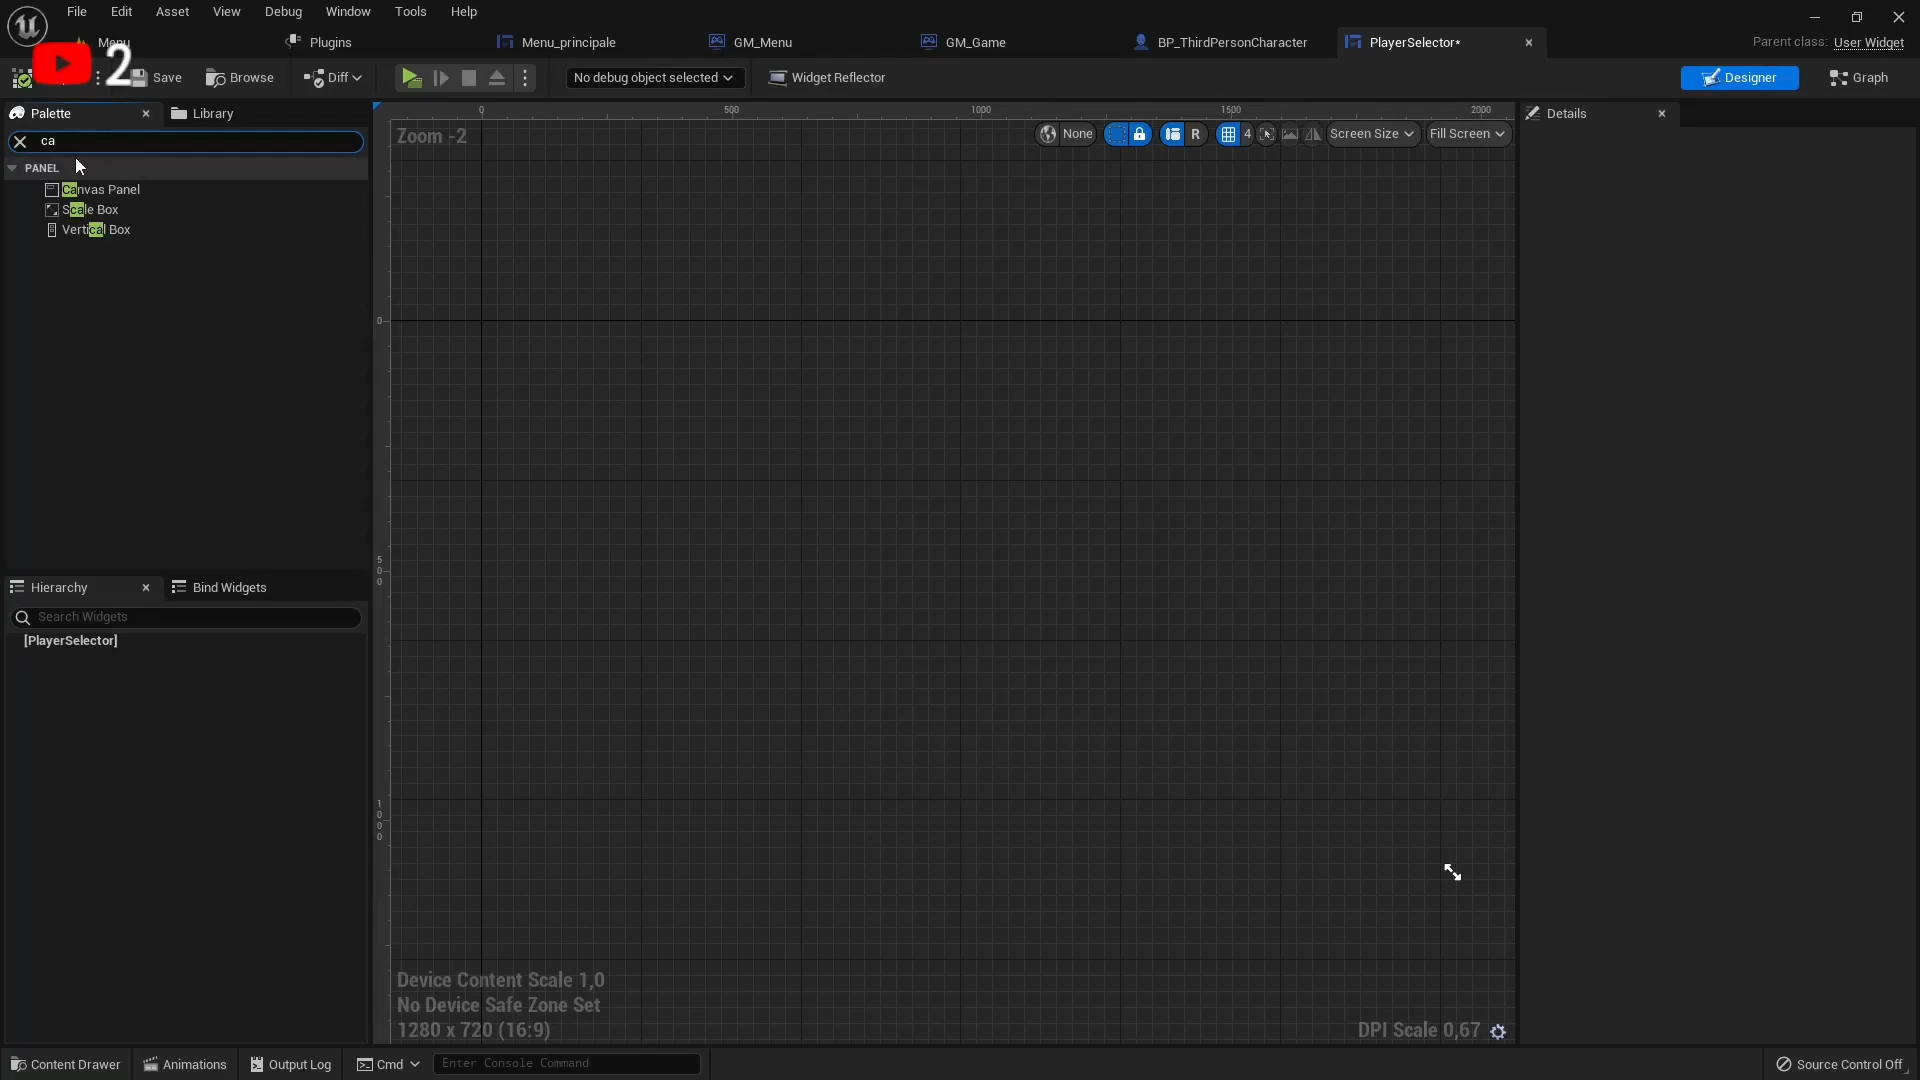 File Edit Asset View Debug Window Tools Help
Menu Plugins Menu_principale GM_Menu GM_Game BP_ThirdPersonCharacter PlayerSelector* Parent class: User Widget
2 Save Browse Diff No debug object selected Widget Reflector Designer Graph
Palette Library
ca
PANEL
Canvas Panel
Scale Box
Vertical Box
Hierarchy Bind Widgets
Search Widgets
[PlayerSelector]
0 500 1000 1500 2000
Zoom -2 None R 4 Screen Size Fill Screen
0
500
1000
Device Content Scale 1,0
No Device Safe Zone Set
1280 x 720 (16:9) DPI Scale 0,67
Details
Content Drawer Animations Output Log Cmd Enter Console Command Source Control Off